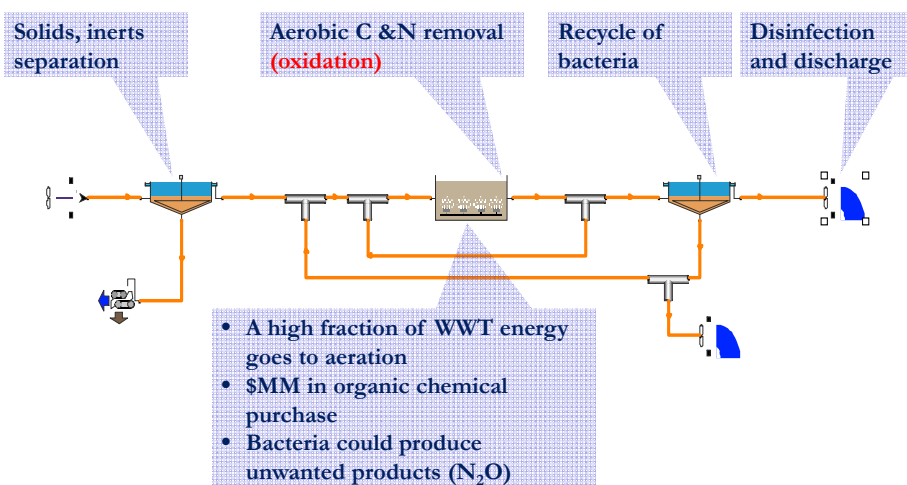 Solids, inerts
separation
Aerobic C &N removal
(oxidation)
Recycle of
bacteria
Disinfection
and discharge
• A high fraction of WWT energy
goes to aeration
• $MM in organic chemical
purchase
• Bacteria could produce
unwanted products (N₂O)